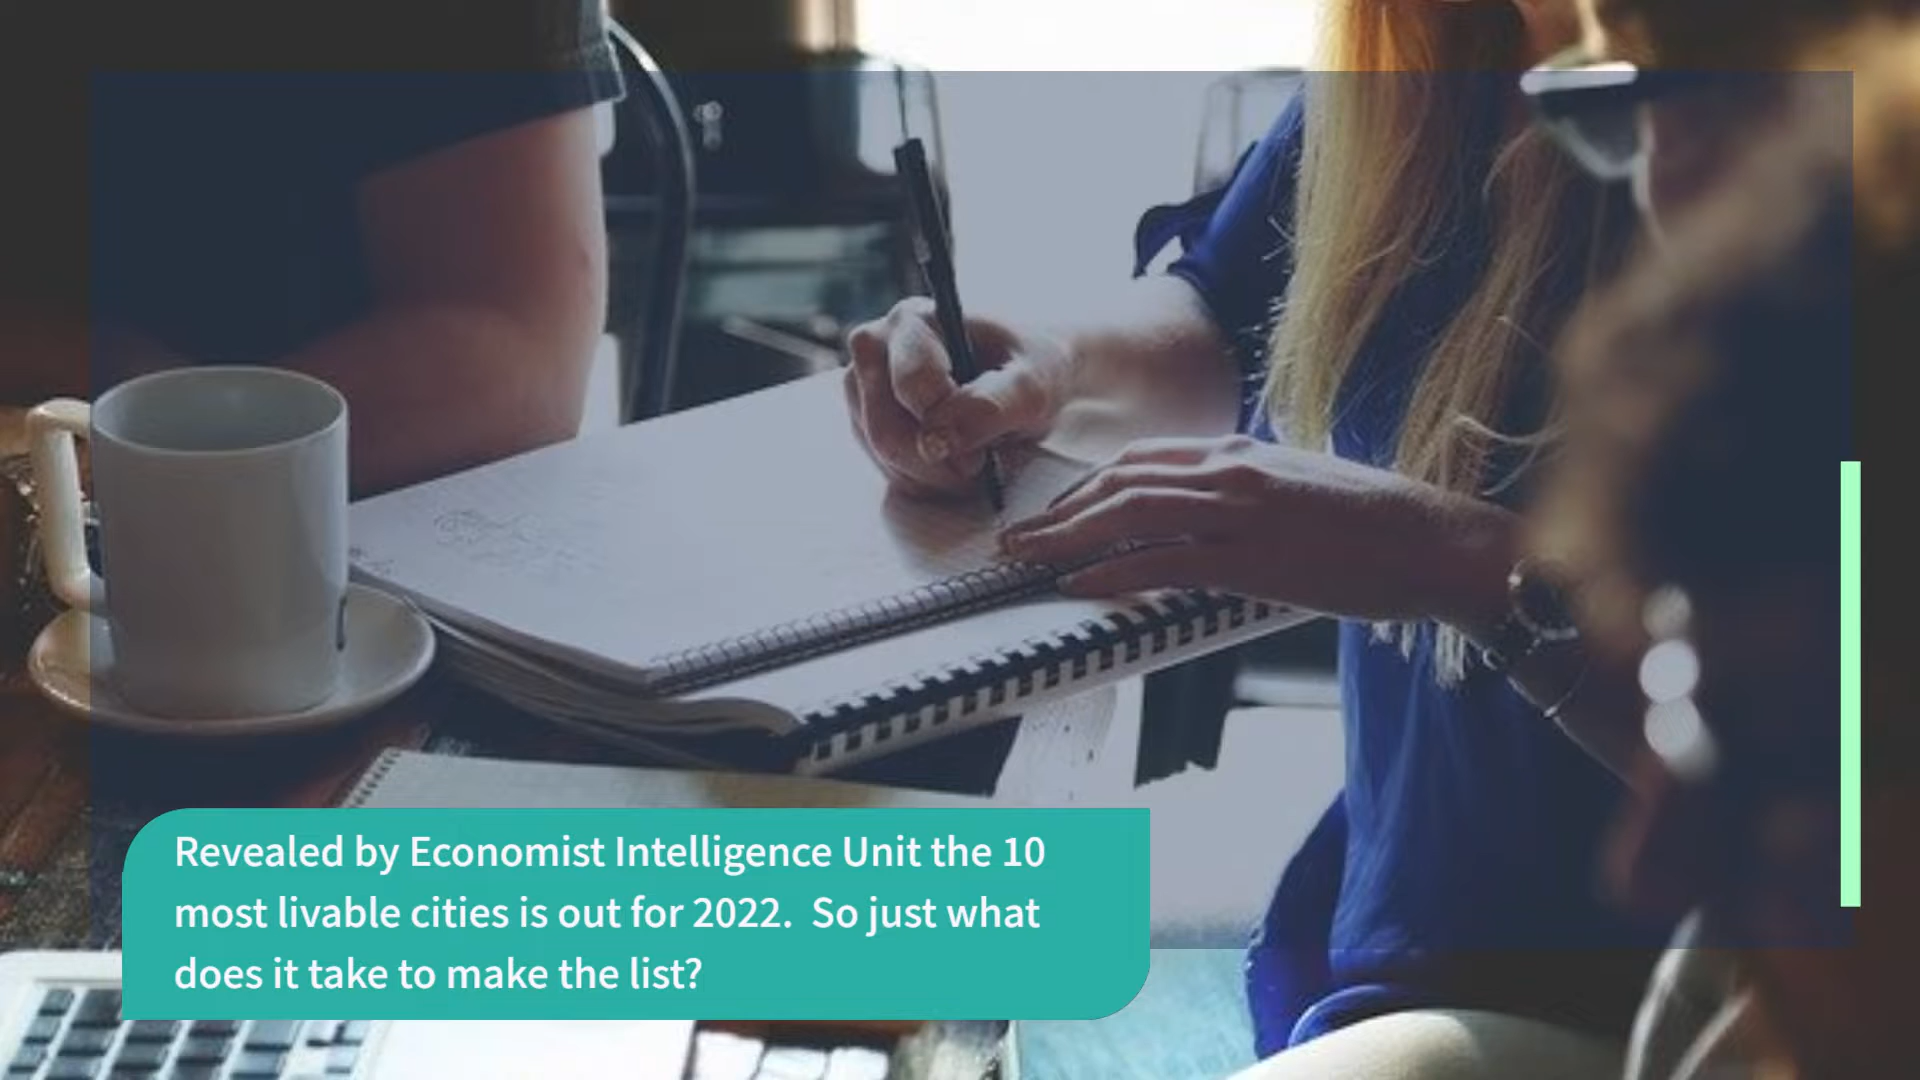 Revealed by Economist Intelligence Unit the 10
most livable cities is out for 2022.  So just what
does it take to make the list?